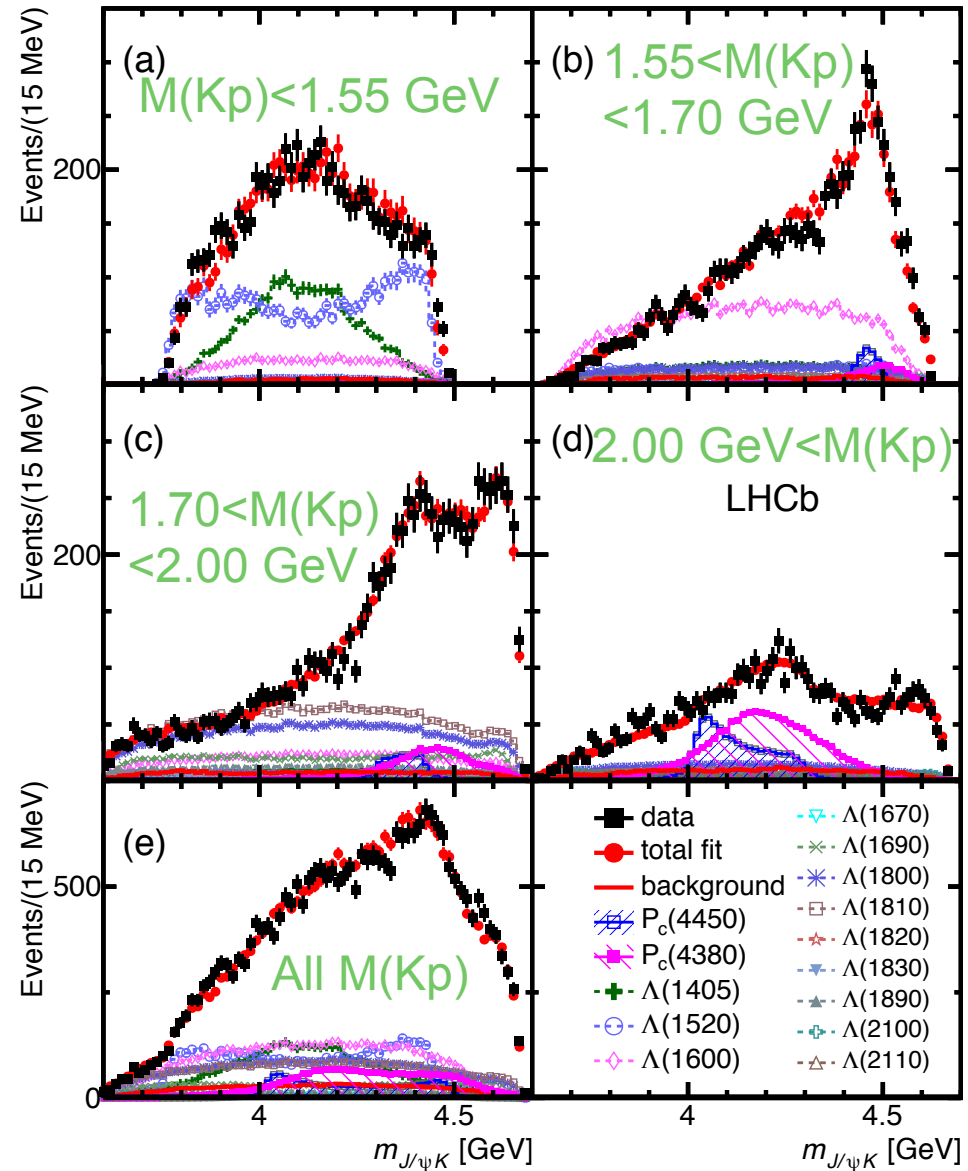 Events/(15 MeV)
200
(a)
M(Kp)<1.55 GeV
(b)
1.55<M(Kp)
<1.70 GeV
Events/(15 MeV)
200
(c)
1.70<M(Kp)
<2.00 GeV
(d)
2.00 GeV<M(Kp)
LHCb
Events/(15 MeV)
500
0
(e)
All M(Kp)
data
total fit
background
P_c(4450)
P_c(4380)
Λ(1405)
Λ(1520)
Λ(1600)
Λ(1670)
Λ(1690)
Λ(1800)
Λ(1810)
Λ(1820)
Λ(1830)
Λ(1890)
Λ(2100)
Λ(2110)
4 4.5
4 4.5
m_{J/ψK} [GeV]
m_{J/ψK} [GeV]